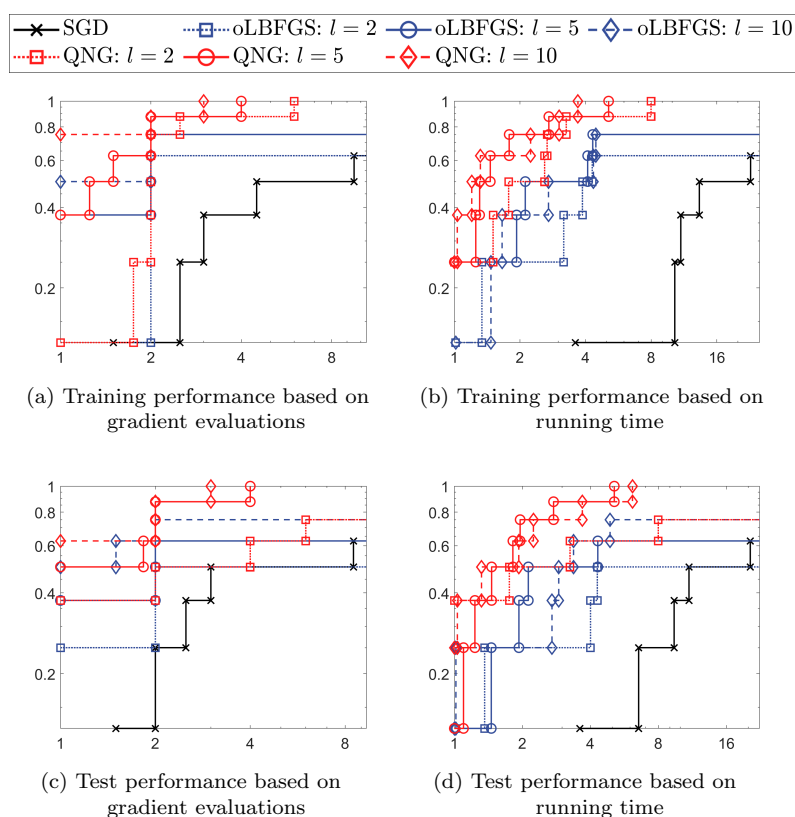 SGD oLBFGS: l = 2 oLBFGS: l = 5 oLBFGS: l = 10
QNG: l = 2 QNG: l = 5 QNG: l = 10
1
0.8
0.6
0.4
0.2
1 2 4 8
(a) Training performance based on
gradient evaluations
1
0.8
0.6
0.4
0.2
1 2 4 8 16
(b) Training performance based on
running time
1
0.8
0.6
0.4
0.2
1 2 4 8
(c) Test performance based on
gradient evaluations
1
0.8
0.6
0.4
0.2
1 2 4 8 16
(d) Test performance based on
running time